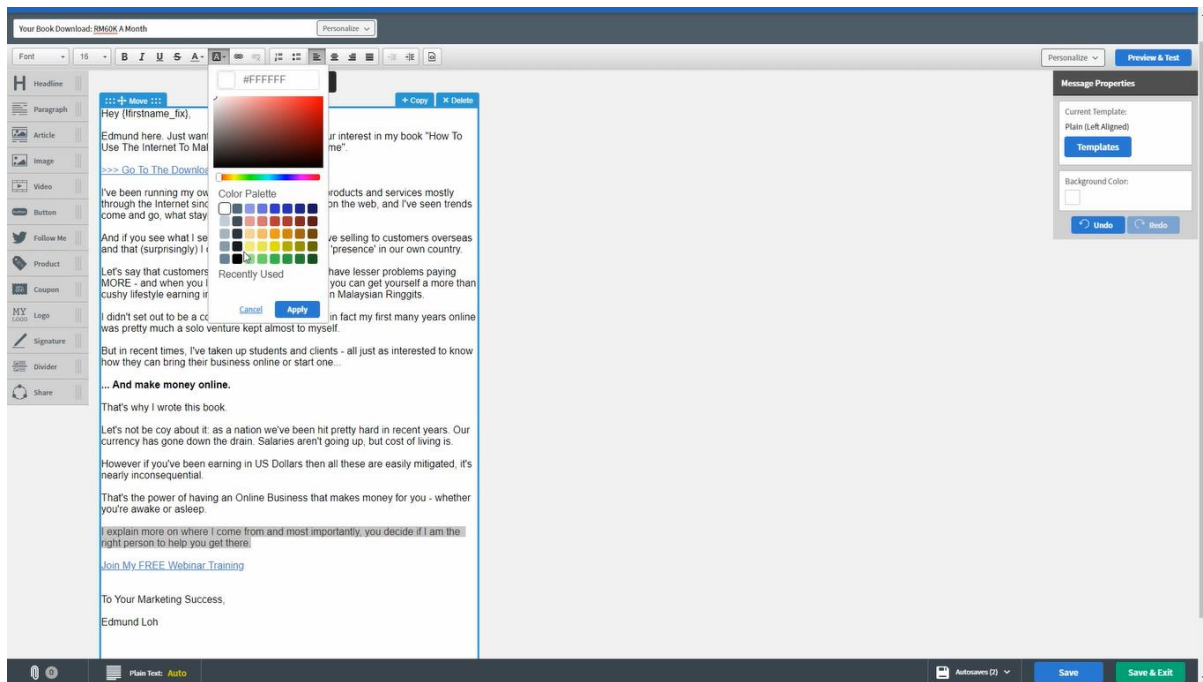 Your Book Download: RM60K A Month
Personalize
Font 16 B I U S A A
Personalize
Preview & Test
#FFFFFF
Color Palette
Recently Used
Cancel Apply
Headline
Paragraph
Article
Image
Video
Button
Follow Me
Product
Coupon
MY LOGO Logo
Signature
Divider
Share
Move
+ Copy X Delete
Hey {!firstname_fix},
Edmund here. Just want ur interest in my book "How To
Use The Internet To Mal me".
>>> Go To The Downloa
I've been running my ow roducts and services mostly
through the Internet sinc on the web, and I've seen trends
come and go, what stay
And if you see what I se ve selling to customers overseas
and that (surprisingly) I 'presence' in our own country.
Let's say that customers have lesser problems paying
MORE - and when you l you can get yourself a more than
cushy lifestyle earning in n Malaysian Ringgits.
I didn't set out to be a co in fact my first many years online
was pretty much a solo venture kept almost to myself.
But in recent times, I've taken up students and clients - all just as interested to know
how they can bring their business online or start one...
... And make money online.
That's why I wrote this book.
Let's not be coy about it: as a nation we've been hit pretty hard in recent years. Our
currency has gone down the drain. Salaries aren't going up, but cost of living is.
However if you've been earning in US Dollars then all these are easily mitigated, it's
nearly inconsequential.
That's the power of having an Online Business that makes money for you - whether
you're awake or asleep.
I explain more on where I come from and most importantly, you decide if I am the
right person to help you get there.
Join My FREE Webinar Training
To Your Marketing Success,
Edmund Loh
Message Properties
Current Template:
Plain (Left Aligned)
Templates
Background Color:
Undo Redo
0 Plain Text: Auto
Autosaves (2)
Save
Save & Exit